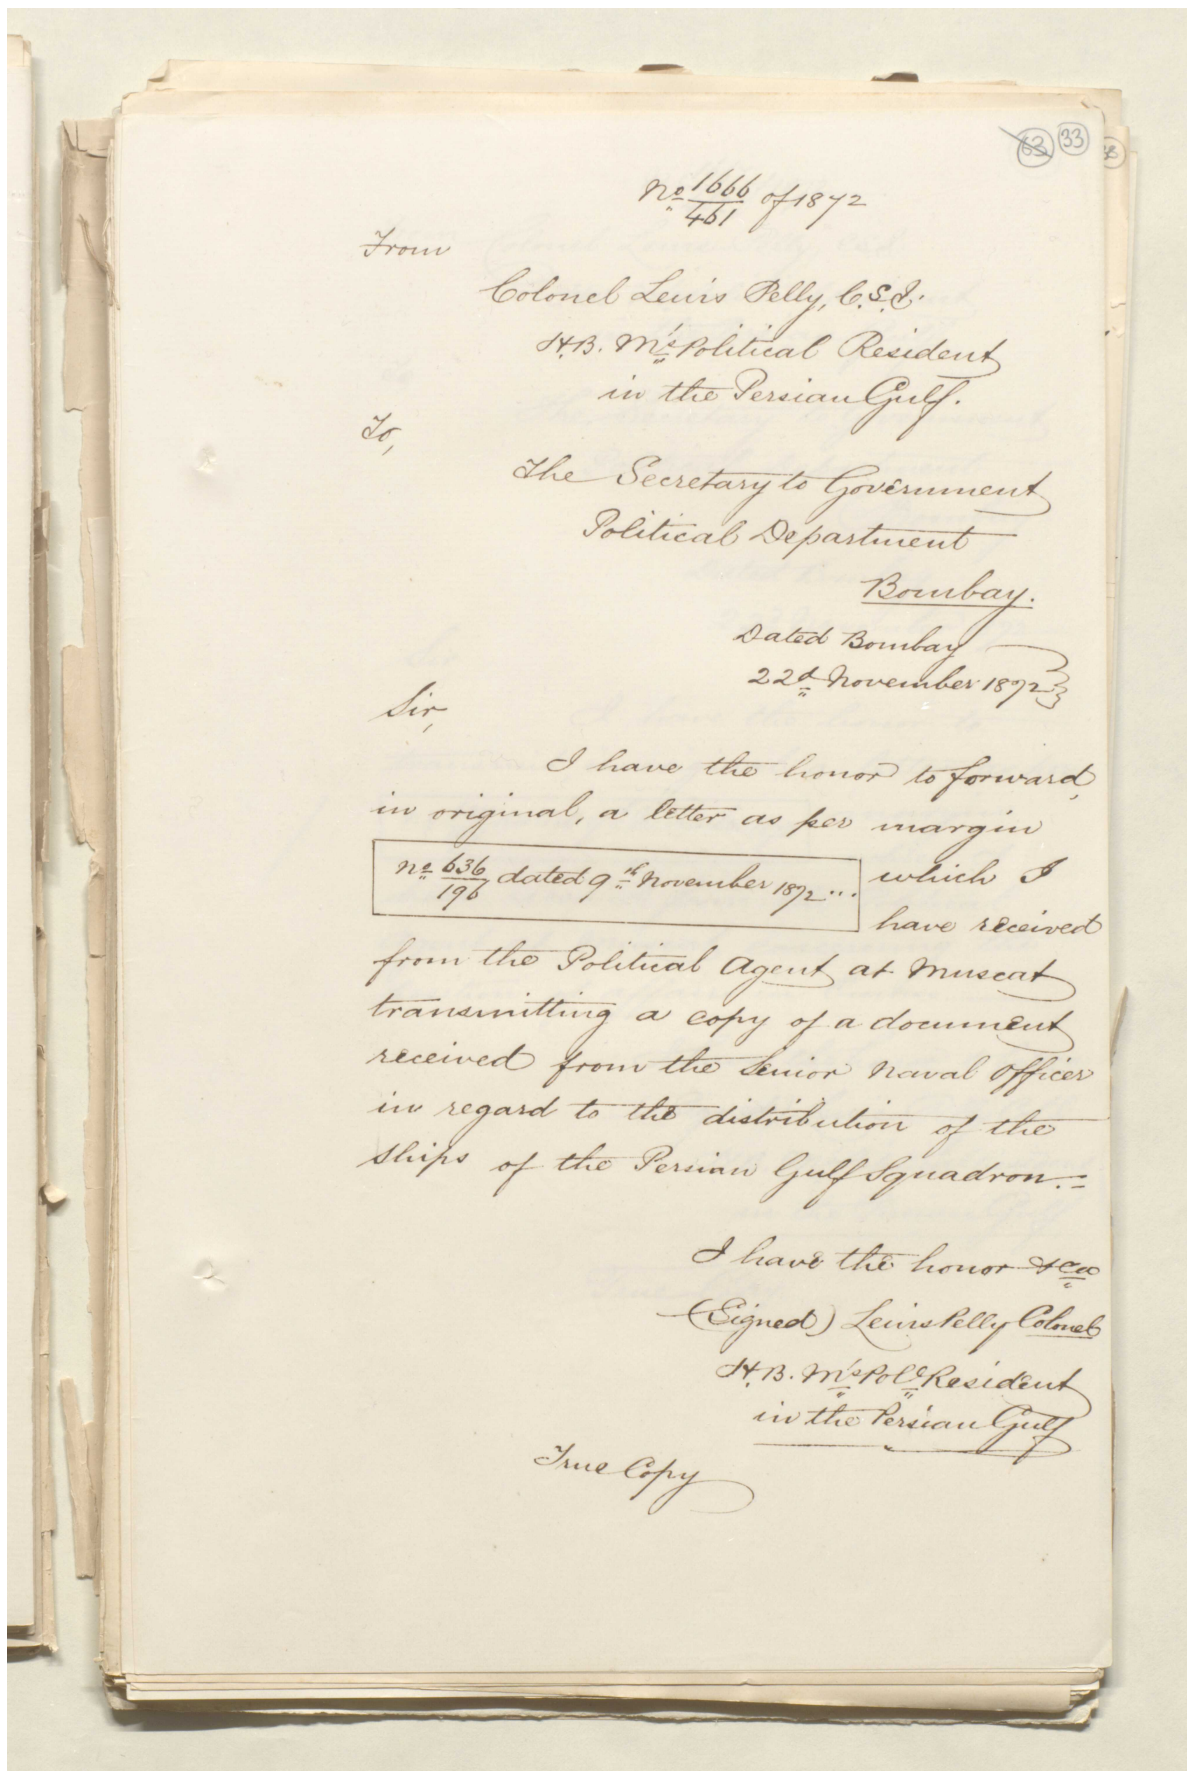 63 33
38
No 1666/461 of 1872
From
Colonel Lewis Pelly, C.S.I.
H.B. M's Political Resident
in the Persian Gulf.
To,
The Secretary to Government
Political Department
Bombay.
Dated Bombay
22d November 1872
Sir,
I have the honor to forward,
in original, a letter as per margin
No 636/196 dated 9th November 1872 ... which I
have received
from the Political Agent at Muscat
transmitting a copy of a document
received from the Senior Naval Officer
in regard to the distribution of the
ships of the Persian Gulf Squadron.=
I have the honor &ca
(Signed) Lewis Pelly Colonel
H.B. M's Polc Resident
in the Persian Gulf
True Copy